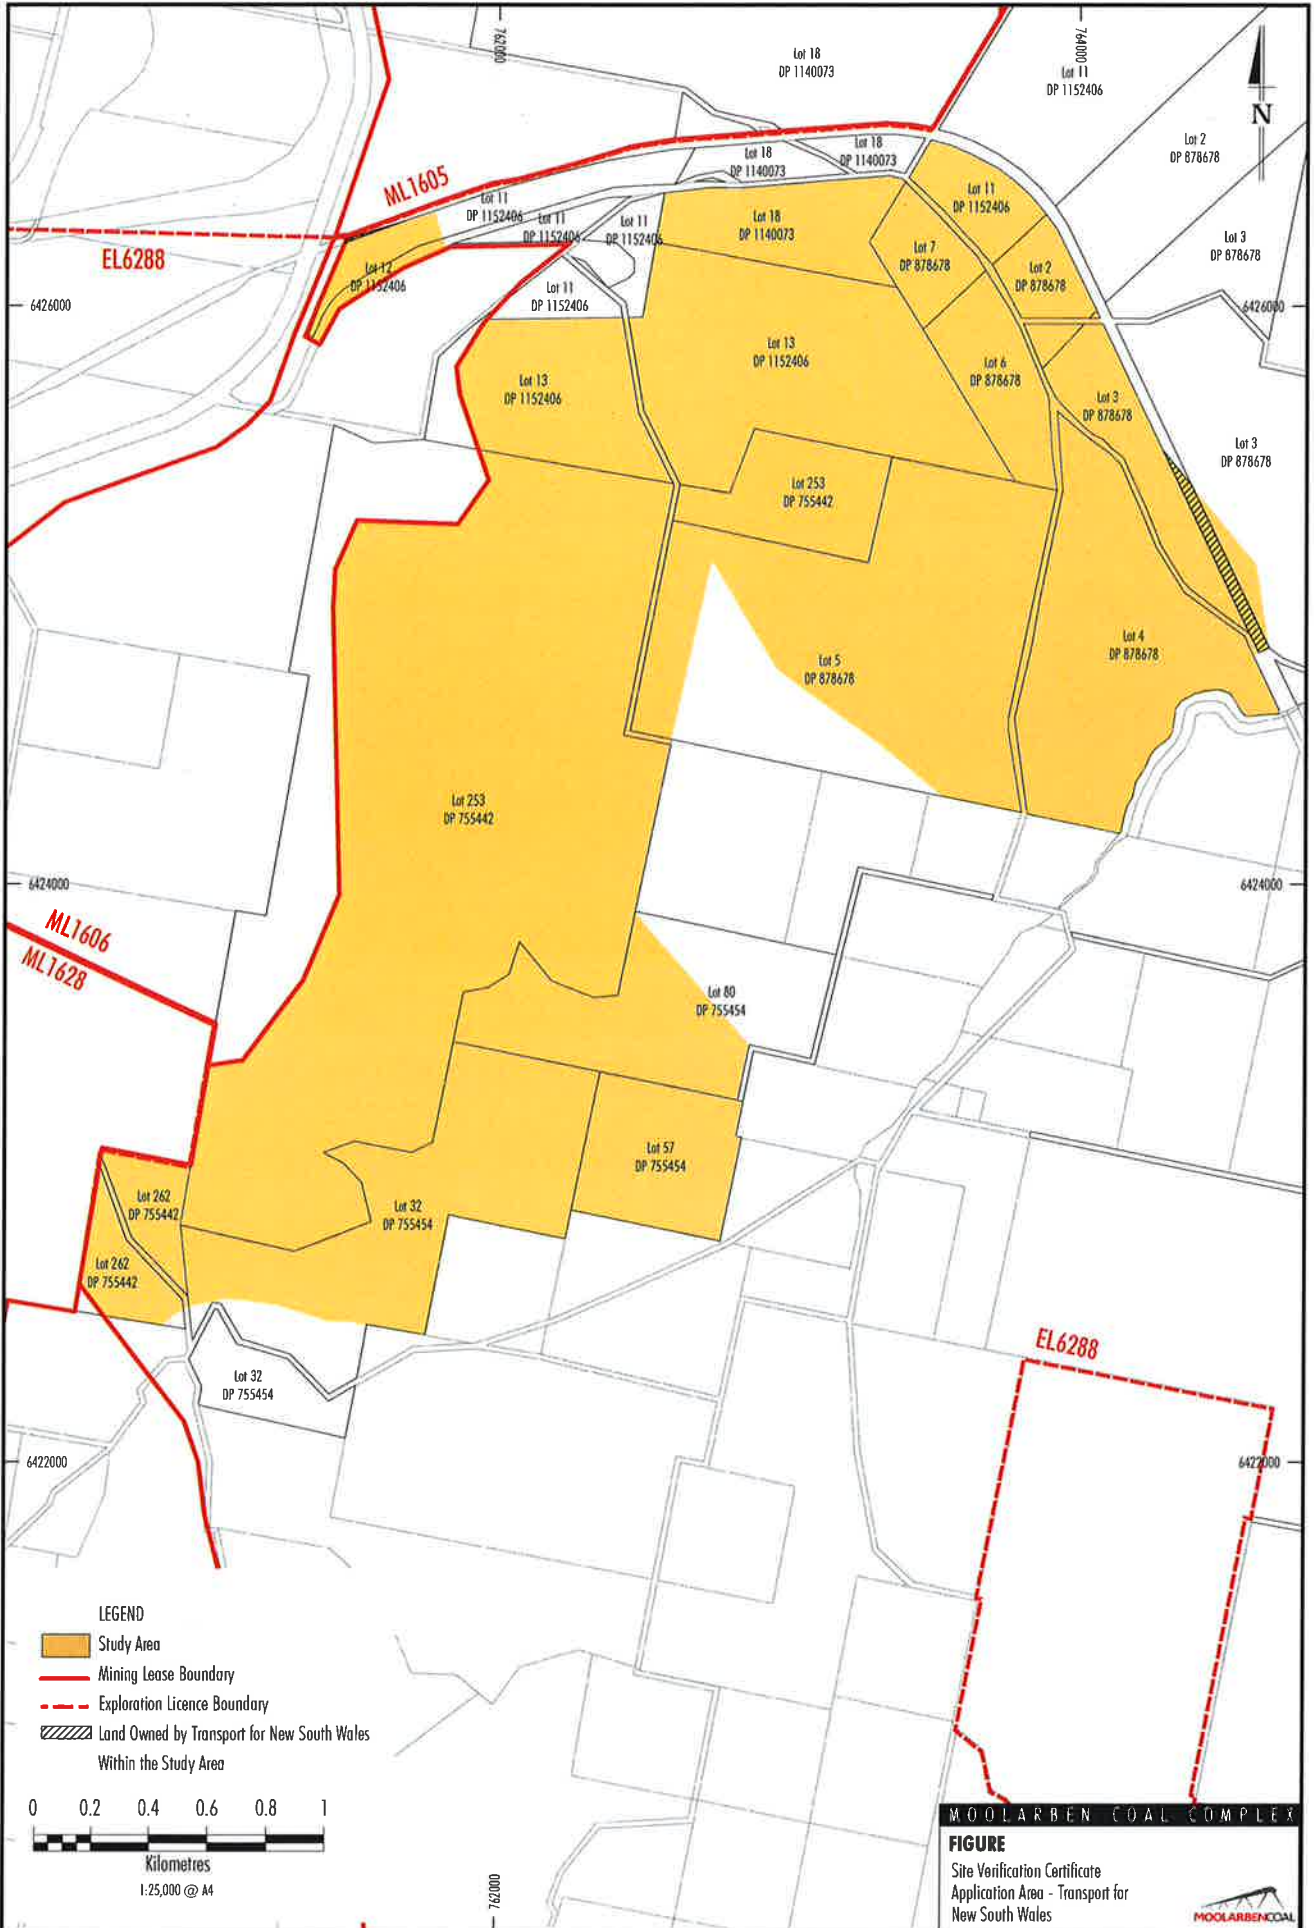 762000
764000
Lot 18
DP 1140073
Lot 11
DP 1152406
N
Lot 2
DP 878678
Lot 18
DP 1140073
Lot 18
DP 1140073
ML1605
Lot 11
DP 1152406
Lot 11
DP 1152406
Lot 11
DP 1152406
Lot 18
DP 1140073
Lot 11
DP 1152406
Lot 7
DP 878678
Lot 3
DP 878678
EL6288
Lot 12
DP 1152406
Lot 11
DP 1152406
Lot 2
DP 878678
6426000
6426000
Lot 13
DP 1152406
Lot 13
DP 1152406
Lot 6
DP 878678
Lot 3
DP 878678
Lot 3
DP 878678
Lot 253
DP 755442
Lot 4
DP 878678
Lot 5
DP 878678
Lot 253
DP 755442
6424000
6424000
ML1606
ML1628
Lot 80
DP 755454
Lot 57
DP 755454
Lot 262
DP 755442
Lot 32
DP 755454
Lot 262
DP 755442
EL6288
Lot 32
DP 755454
6422000
6422000
LEGEND
Study Area
Mining Lease Boundary
Exploration Licence Boundary
Land Owned by Transport for New South Wales
Within the Study Area
0 0.2 0.4 0.6 0.8 1
Kilometres
1:25,000 @ A4
762000
MOOLARBEN COAL COMPLEX
FIGURE
Site Verification Certificate
Application Area - Transport for
New South Wales
MOOLARBENCOAL